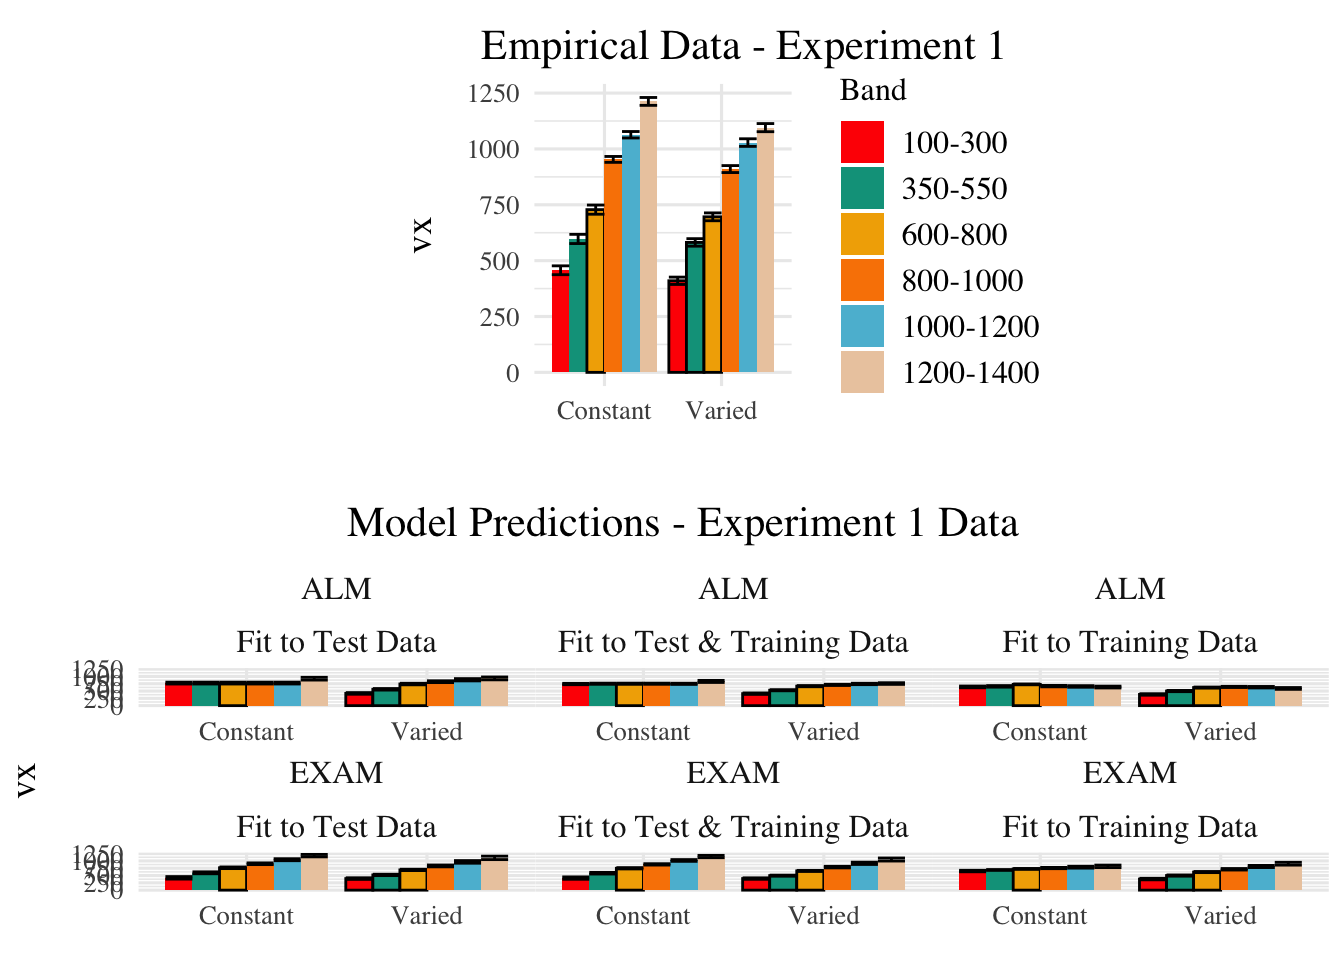 Empirical Data - Experiment 1
vx
1250
1000
750
500
250
0
Constant Varied
Band
100-300
350-550
600-800
800-1000
1000-1200
1200-1400
Model Predictions - Experiment 1 Data
vx
ALM ALM ALM
Fit to Test Data Fit to Test & Training Data Fit to Training Data
1250
1000
750
500
250
0
Constant Varied Constant Varied Constant Varied
EXAM EXAM EXAM
Fit to Test Data Fit to Test & Training Data Fit to Training Data
1250
1000
750
500
250
0
Constant Varied Constant Varied Constant Varied